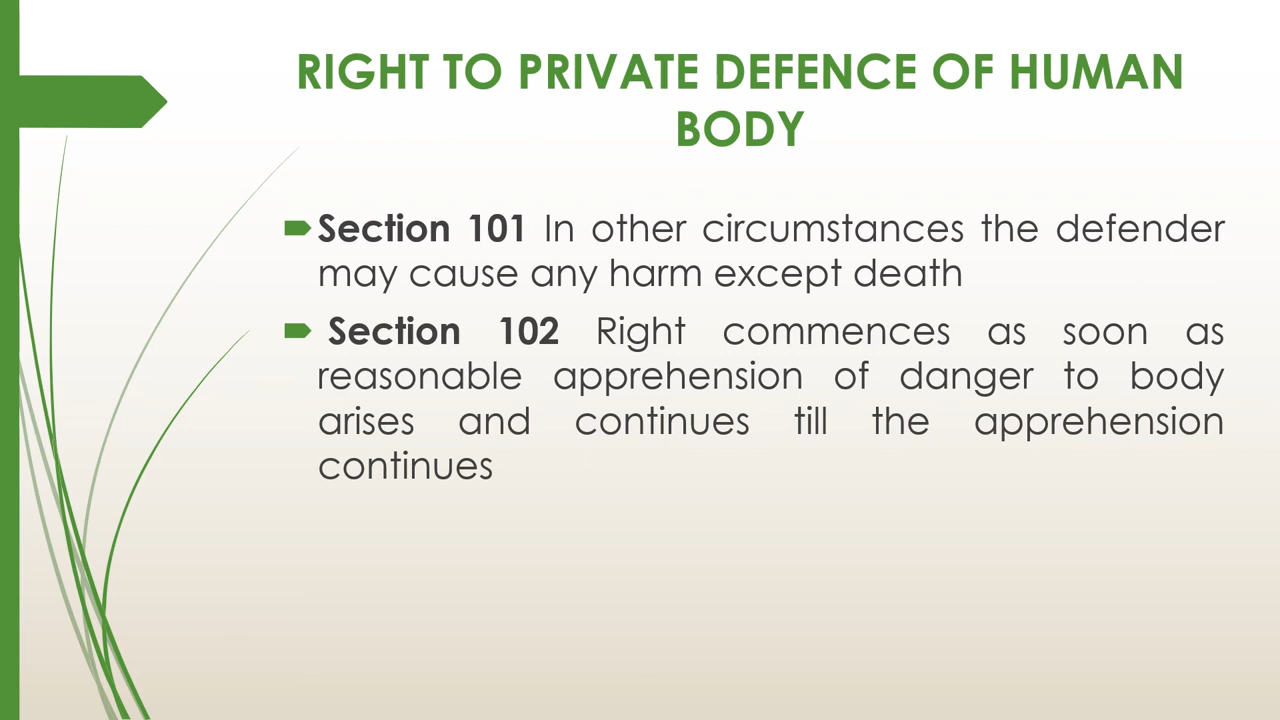 RIGHT TO PRIVATE DEFENCE OF HUMAN
BODY
Section 101 In other circumstances the defender
may cause any harm except death
Section 102 Right commences as soon as
reasonable apprehension of danger to body
arises and continues till the apprehension
continues